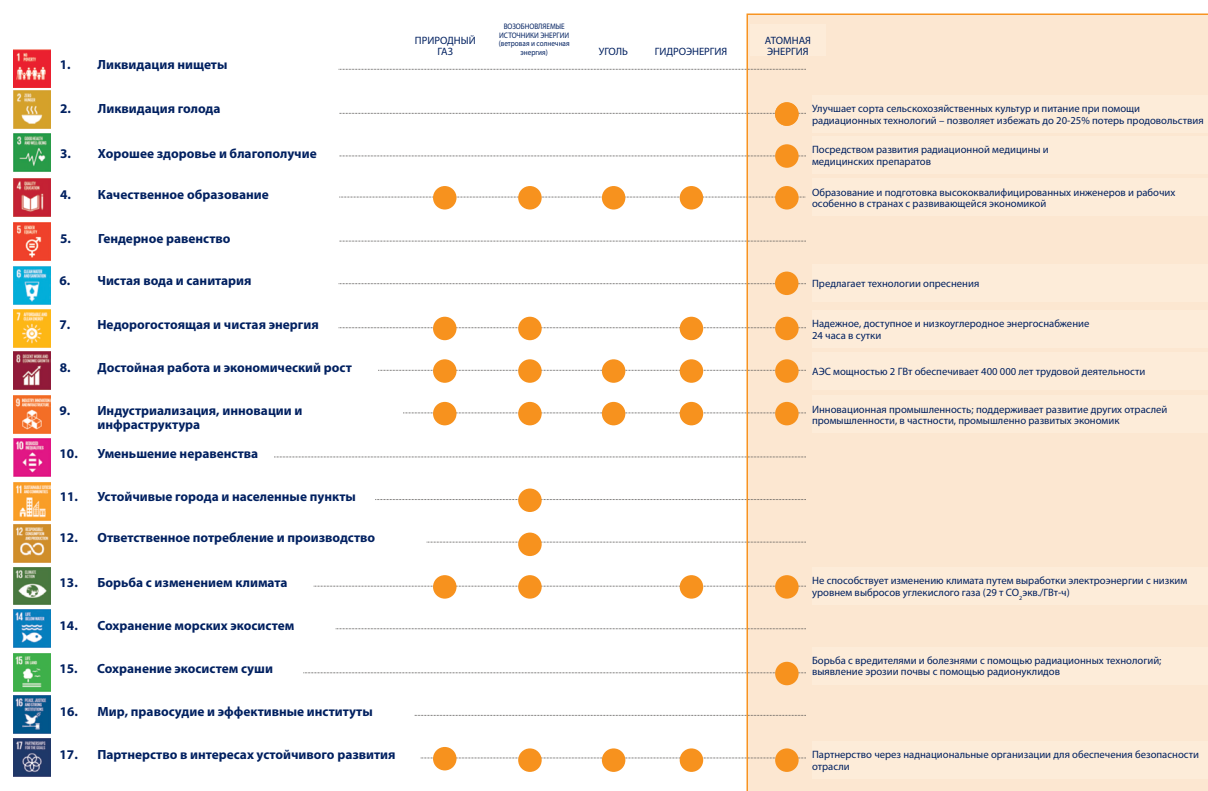 ПРИРОДНЫЙ
ГАЗ
ВОЗОБНОВЛЯЕМЫЕ
ИСТОЧНИКИ ЭНЕРГИИ
(ветровая и солнечная
энергия)
УГОЛЬ
ГИДРОЭНЕРГИЯ
АТОМНАЯ
ЭНЕРГИЯ
1. Ликвидация нищеты
2. Ликвидация голода
Улучшает сорта сельскохозяйственных культур и питание при помощи
радиационных технологий – позволяет избежать до 20-25% потерь продовольствия
3. Хорошее здоровье и благополучие
Посредством развития радиационной медицины и
медицинских препаратов
4. Качественное образование
Образование и подготовка высококвалифицированных инженеров и рабочих
особенно в странах с развивающейся экономикой
5. Гендерное равенство
6. Чистая вода и санитария
Предлагает технологии опреснения
7. Недорогостоящая и чистая энергия
Надежное, доступное и низкоуглеродное энергоснабжение
24 часа в сутки
8. Достойная работа и экономический рост
АЭС мощностью 2 ГВт обеспечивает 400 000 лет трудовой деятельности
9. Индустриализация, инновации и
инфраструктура
Инновационная промышленность; поддерживает развитие других отраслей
промышленности, в частности, промышленно развитых экономик
10. Уменьшение неравенства
11. Устойчивые города и населенные пункты
12. Ответственное потребление и производство
13. Борьба с изменением климата
Не способствует изменению климата путем выработки электроэнергии с низким
уровнем выбросов углекислого газа (29 т CO₂экв./ГВт-ч)
14. Сохранение морских экосистем
15. Сохранение экосистем суши
Борьба с вредителями и болезнями с помощью радиационных технологий;
выявление эрозии почвы с помощью радионуклидов
16. Мир, правосудие и эффективные институты
17. Партнерство в интересах устойчивого развития
Партнерство через наднациональные организации для обеспечения безопасности
отрасли